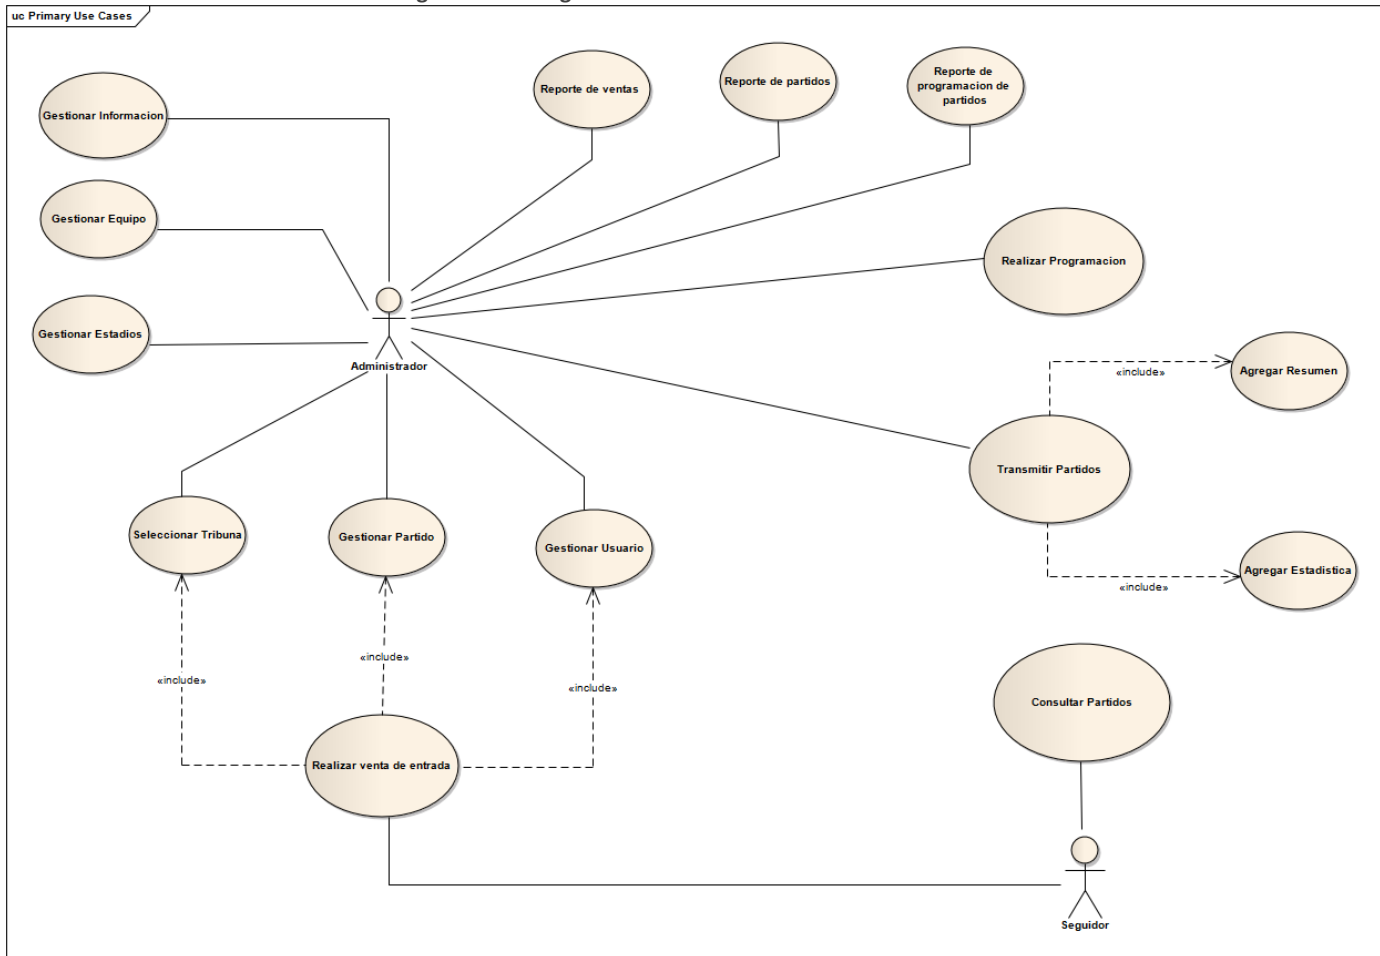 uc Primary Use Cases
Reporte de ventas
Reporte de partidos
Reporte de
programacion de
partidos
Gestionar Informacion
Gestionar Equipo
Gestionar Estadios
Administrador
Realizar Programacion
«include»
Agregar Resumen
Transmitir Partidos
Seleccionar Tribuna
Gestionar Partido
Gestionar Usuario
Agregar Estadistica
«include»
«include»
«include»
«include»
Consultar Partidos
Realizar venta de entrada
Seguidor